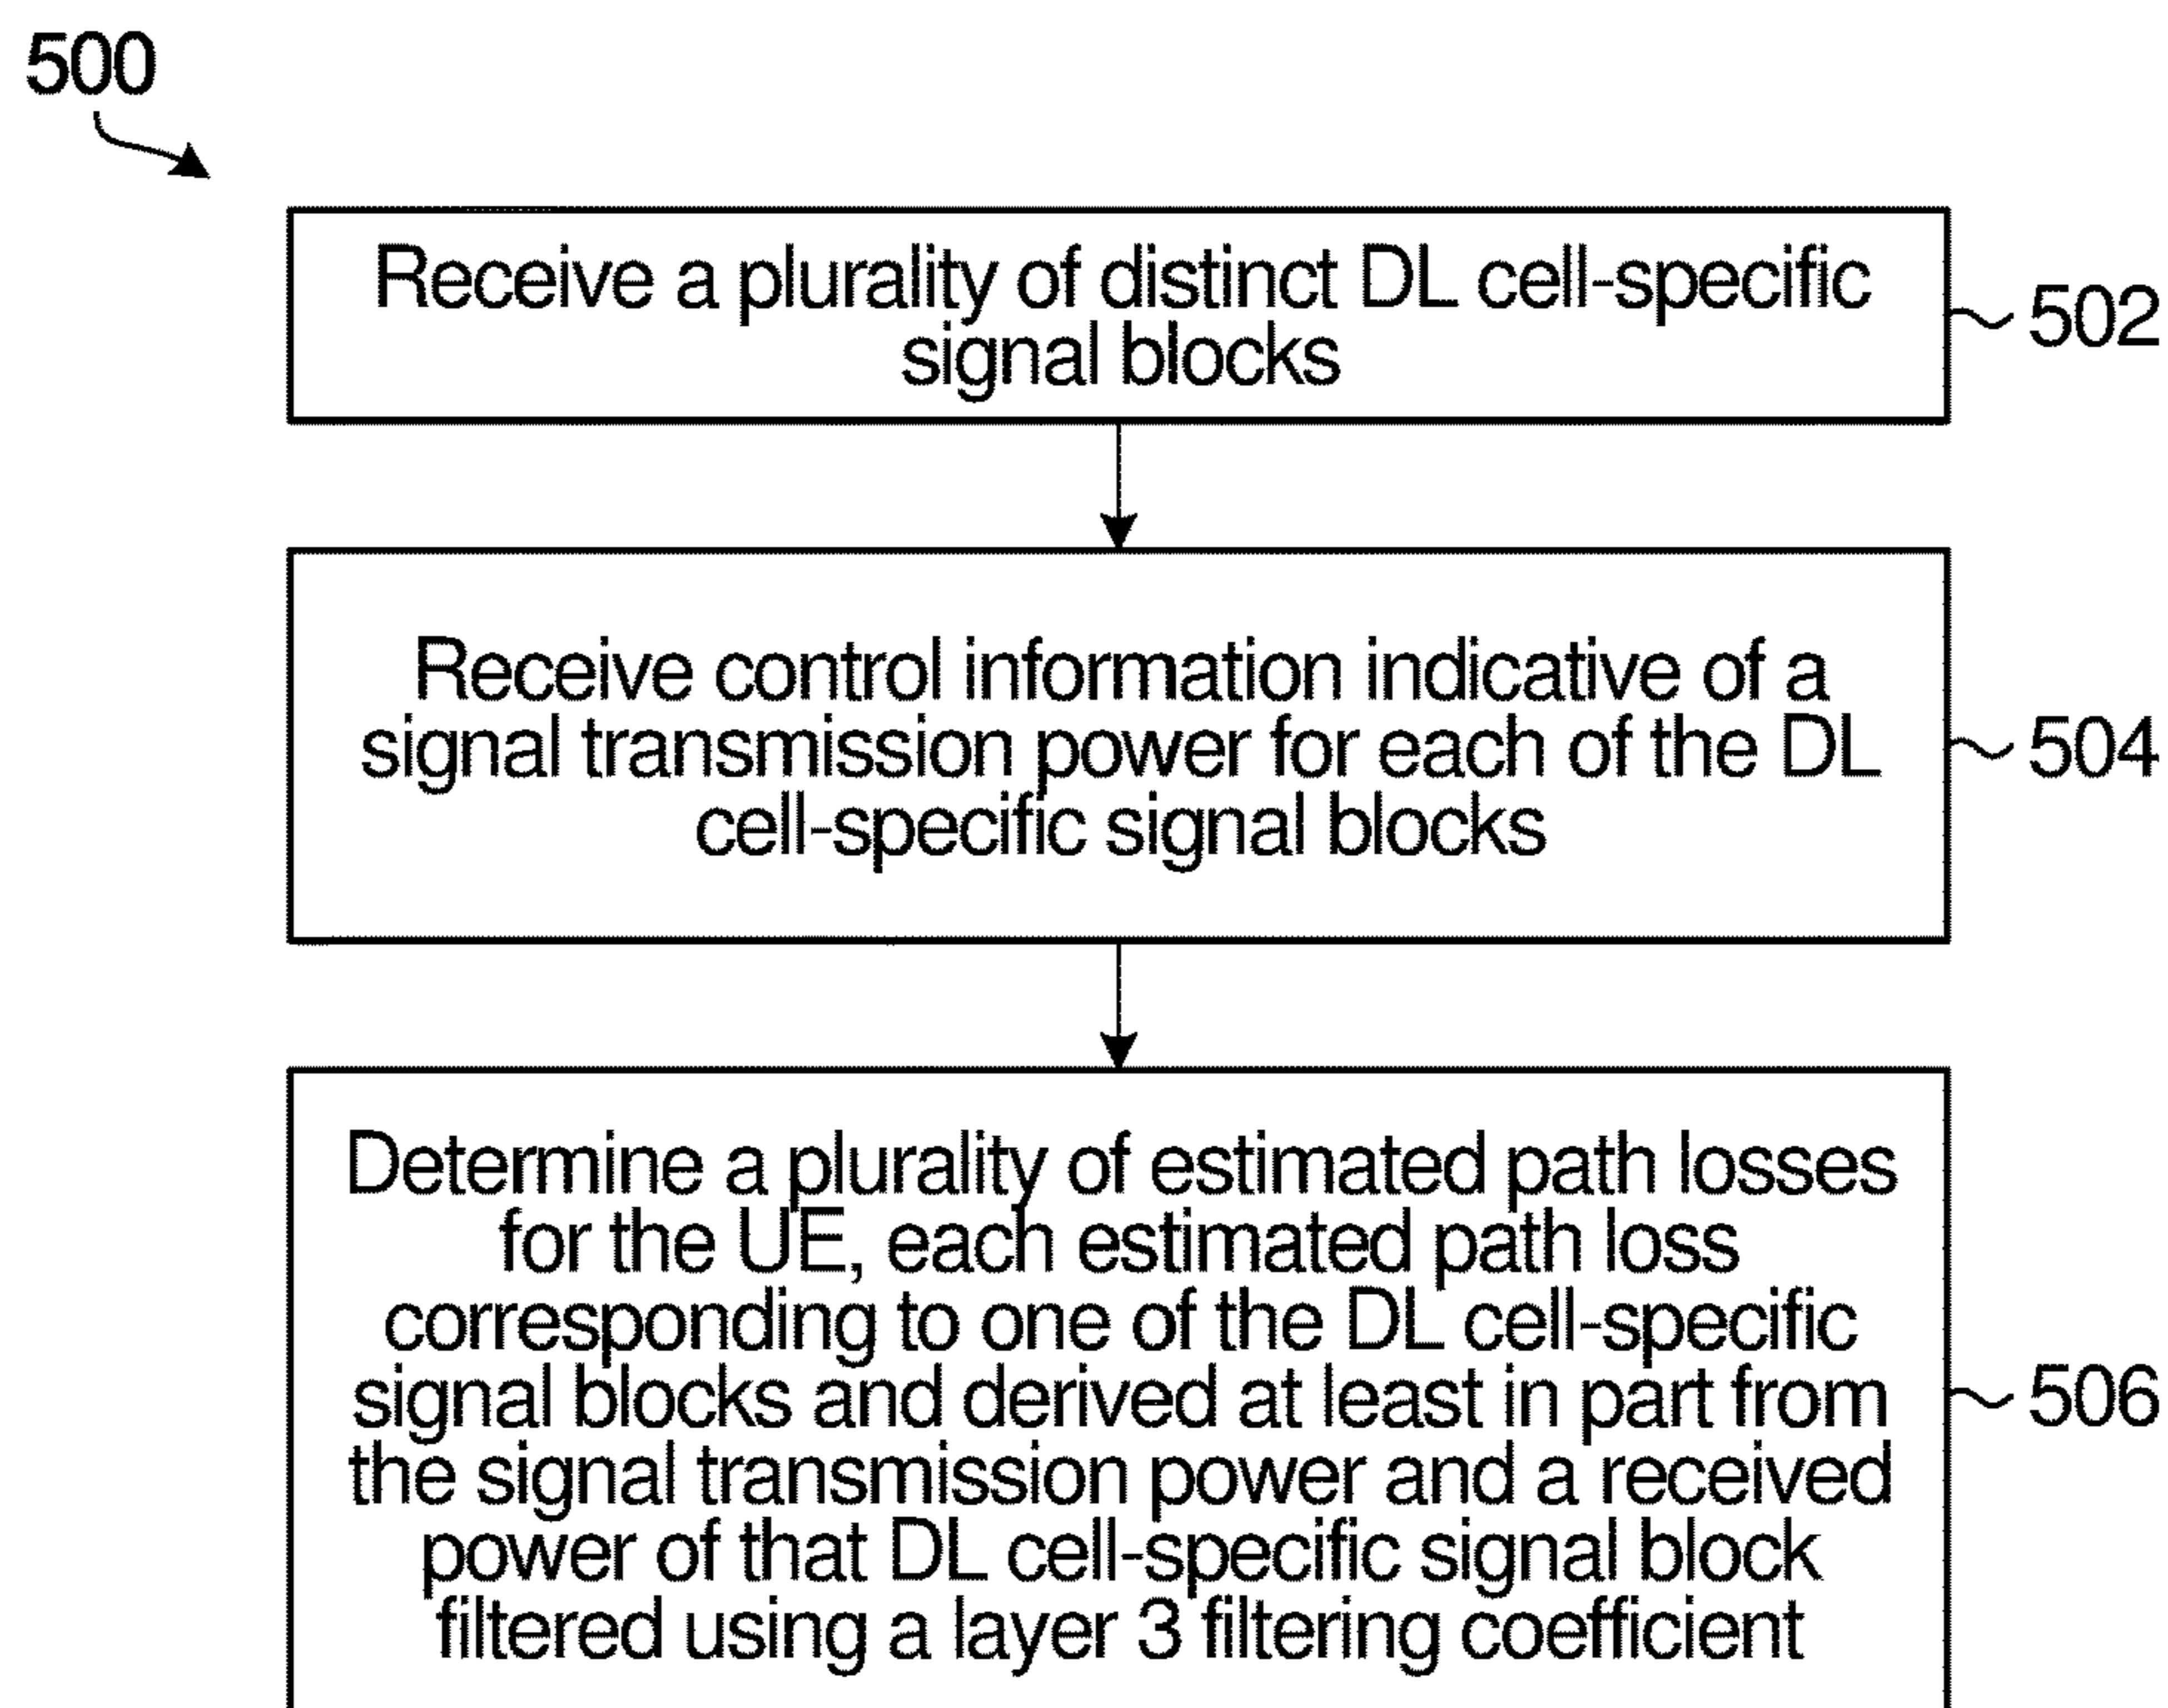 500
Receive a plurality of distinct DL cell-specific
signal blocks
502
Receive control information indicative of a
signal transmission power for each of the DL
cell-specific signal blocks
504
Determine a plurality of estimated path losses
for the UE, each estimated path loss
corresponding to one of the DL cell-specific
signal blocks and derived at least in part from
the signal transmission power and a received
power of that DL cell-specific signal block
filtered using a layer 3 filtering coefficient
506